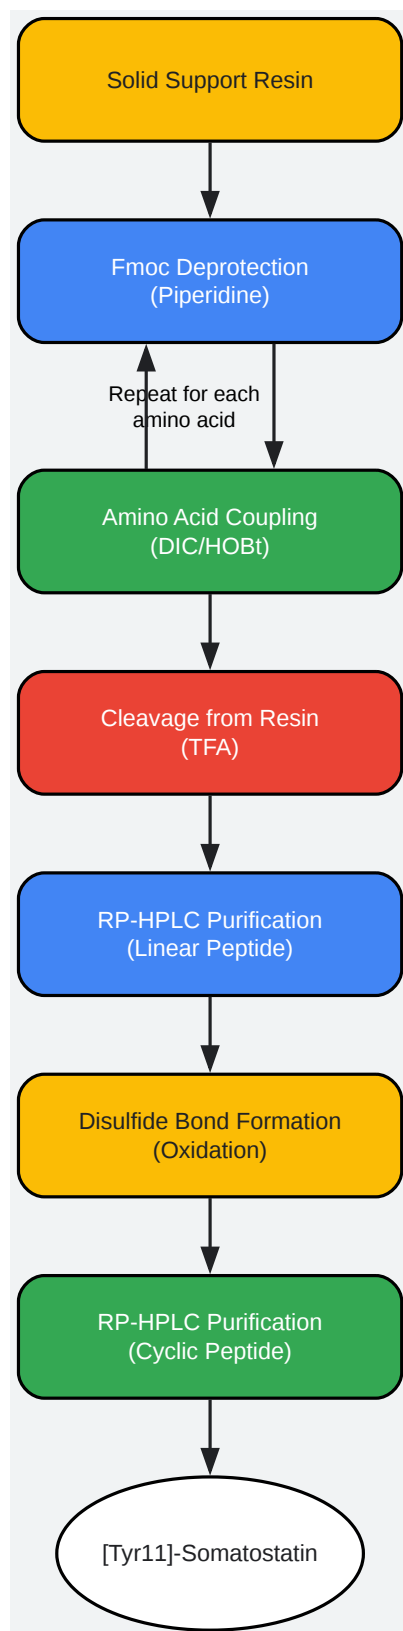 Solid Support Resin
Fmoc Deprotection
(Piperidine)
Repeat for each
amino acid
Amino Acid Coupling
(DIC/HOBt)
Cleavage from Resin
(TFA)
RP-HPLC Purification
(Linear Peptide)
Disulfide Bond Formation
(Oxidation)
RP-HPLC Purification
(Cyclic Peptide)
[Tyr11]-Somatostatin